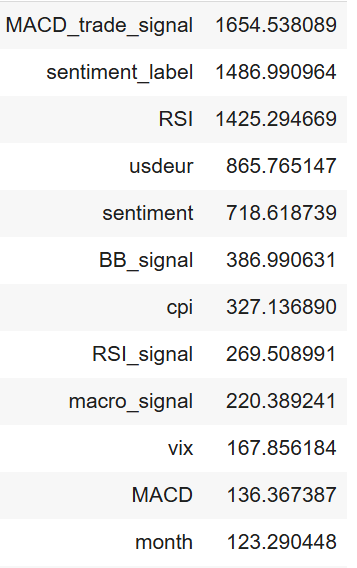 MACD_trade_signal 1654.538089
sentiment_label 1486.990964
RSI 1425.294669
usdeur 865.765147
sentiment 718.618739
BB_signal 386.990631
cpi 327.136890
RSI_signal 269.508991
macro_signal 220.389241
vix 167.856184
MACD 136.367387
month 123.290448